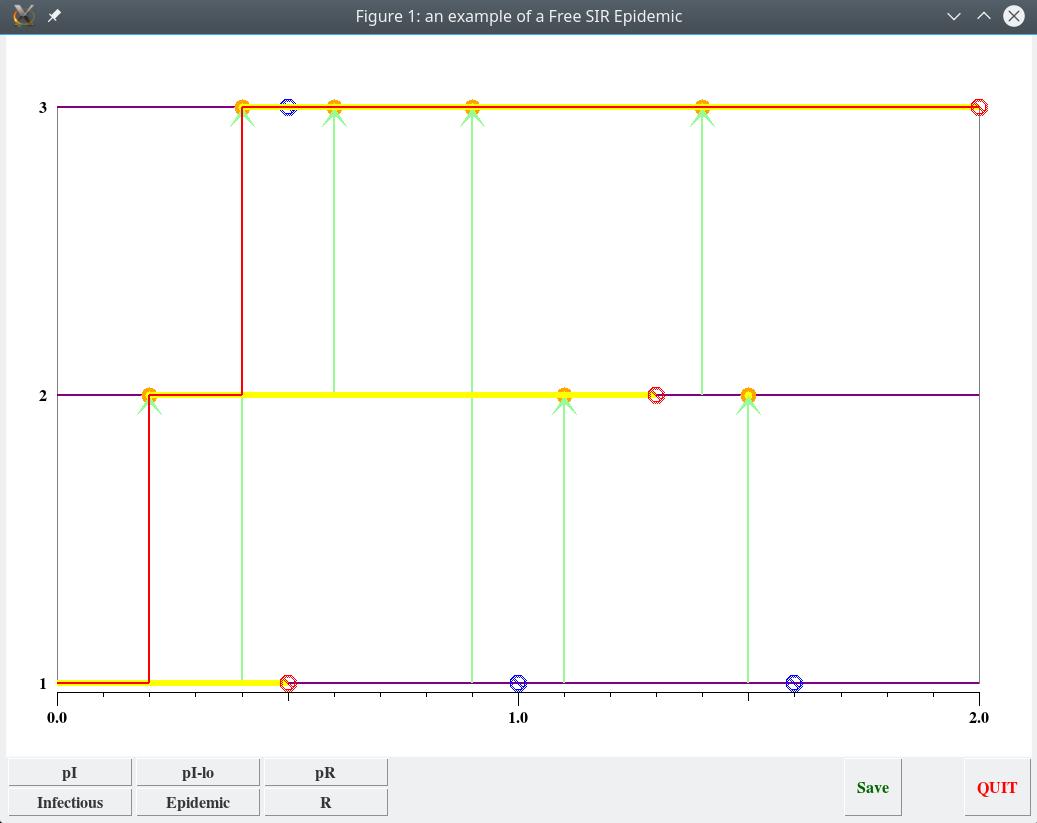 Figure 1: an example of a Free SIR Epidemic
3
2
1
0.0 1.0 2.0
pI pI-lo pR
Infectious Epidemic R
Save QUIT